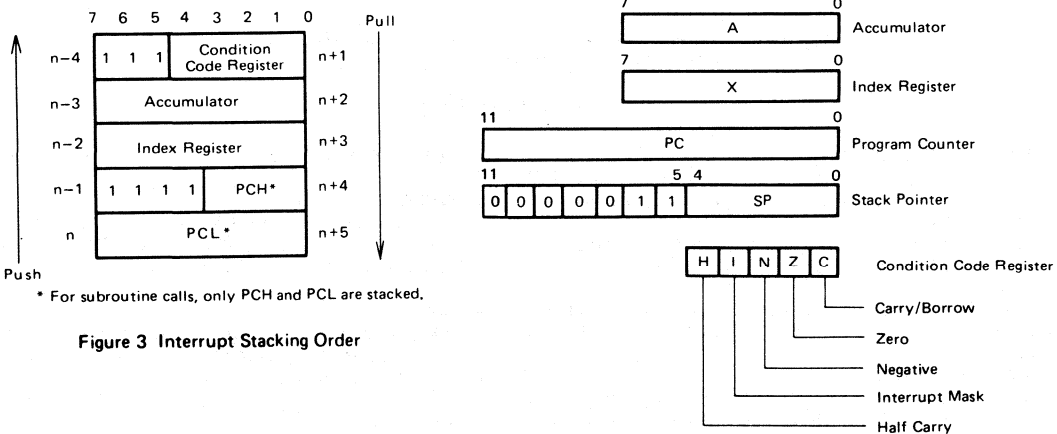 7 6 5 4 3 2 1 0 Pull
n-4 1 1 1 Condition Code Register n+1
n-3 Accumulator n+2
n-2 Index Register n+3
n-1 1 1 1 1 PCH* n+4
n PCL* n+5
Push
* For subroutine calls, only PCH and PCL are stacked.
Figure 3 Interrupt Stacking Order
7 0
A Accumulator
7 0
X Index Register
11 0
PC Program Counter
11 5 4 0
0 0 0 0 0 1 1 SP Stack Pointer
H I N Z C Condition Code Register
Carry/Borrow
Zero
Negative
Interrupt Mask
Half Carry